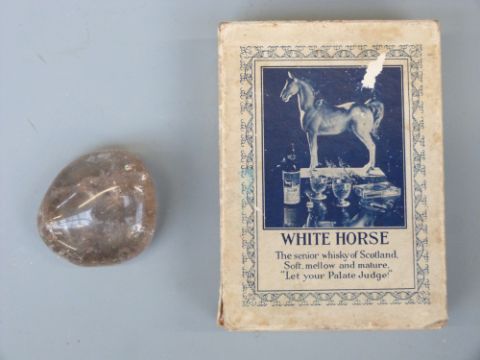 WHITE HORSE
The senior whisky of Scotland.
Soft, mellow and mature,
"Let your Palate Judge!"